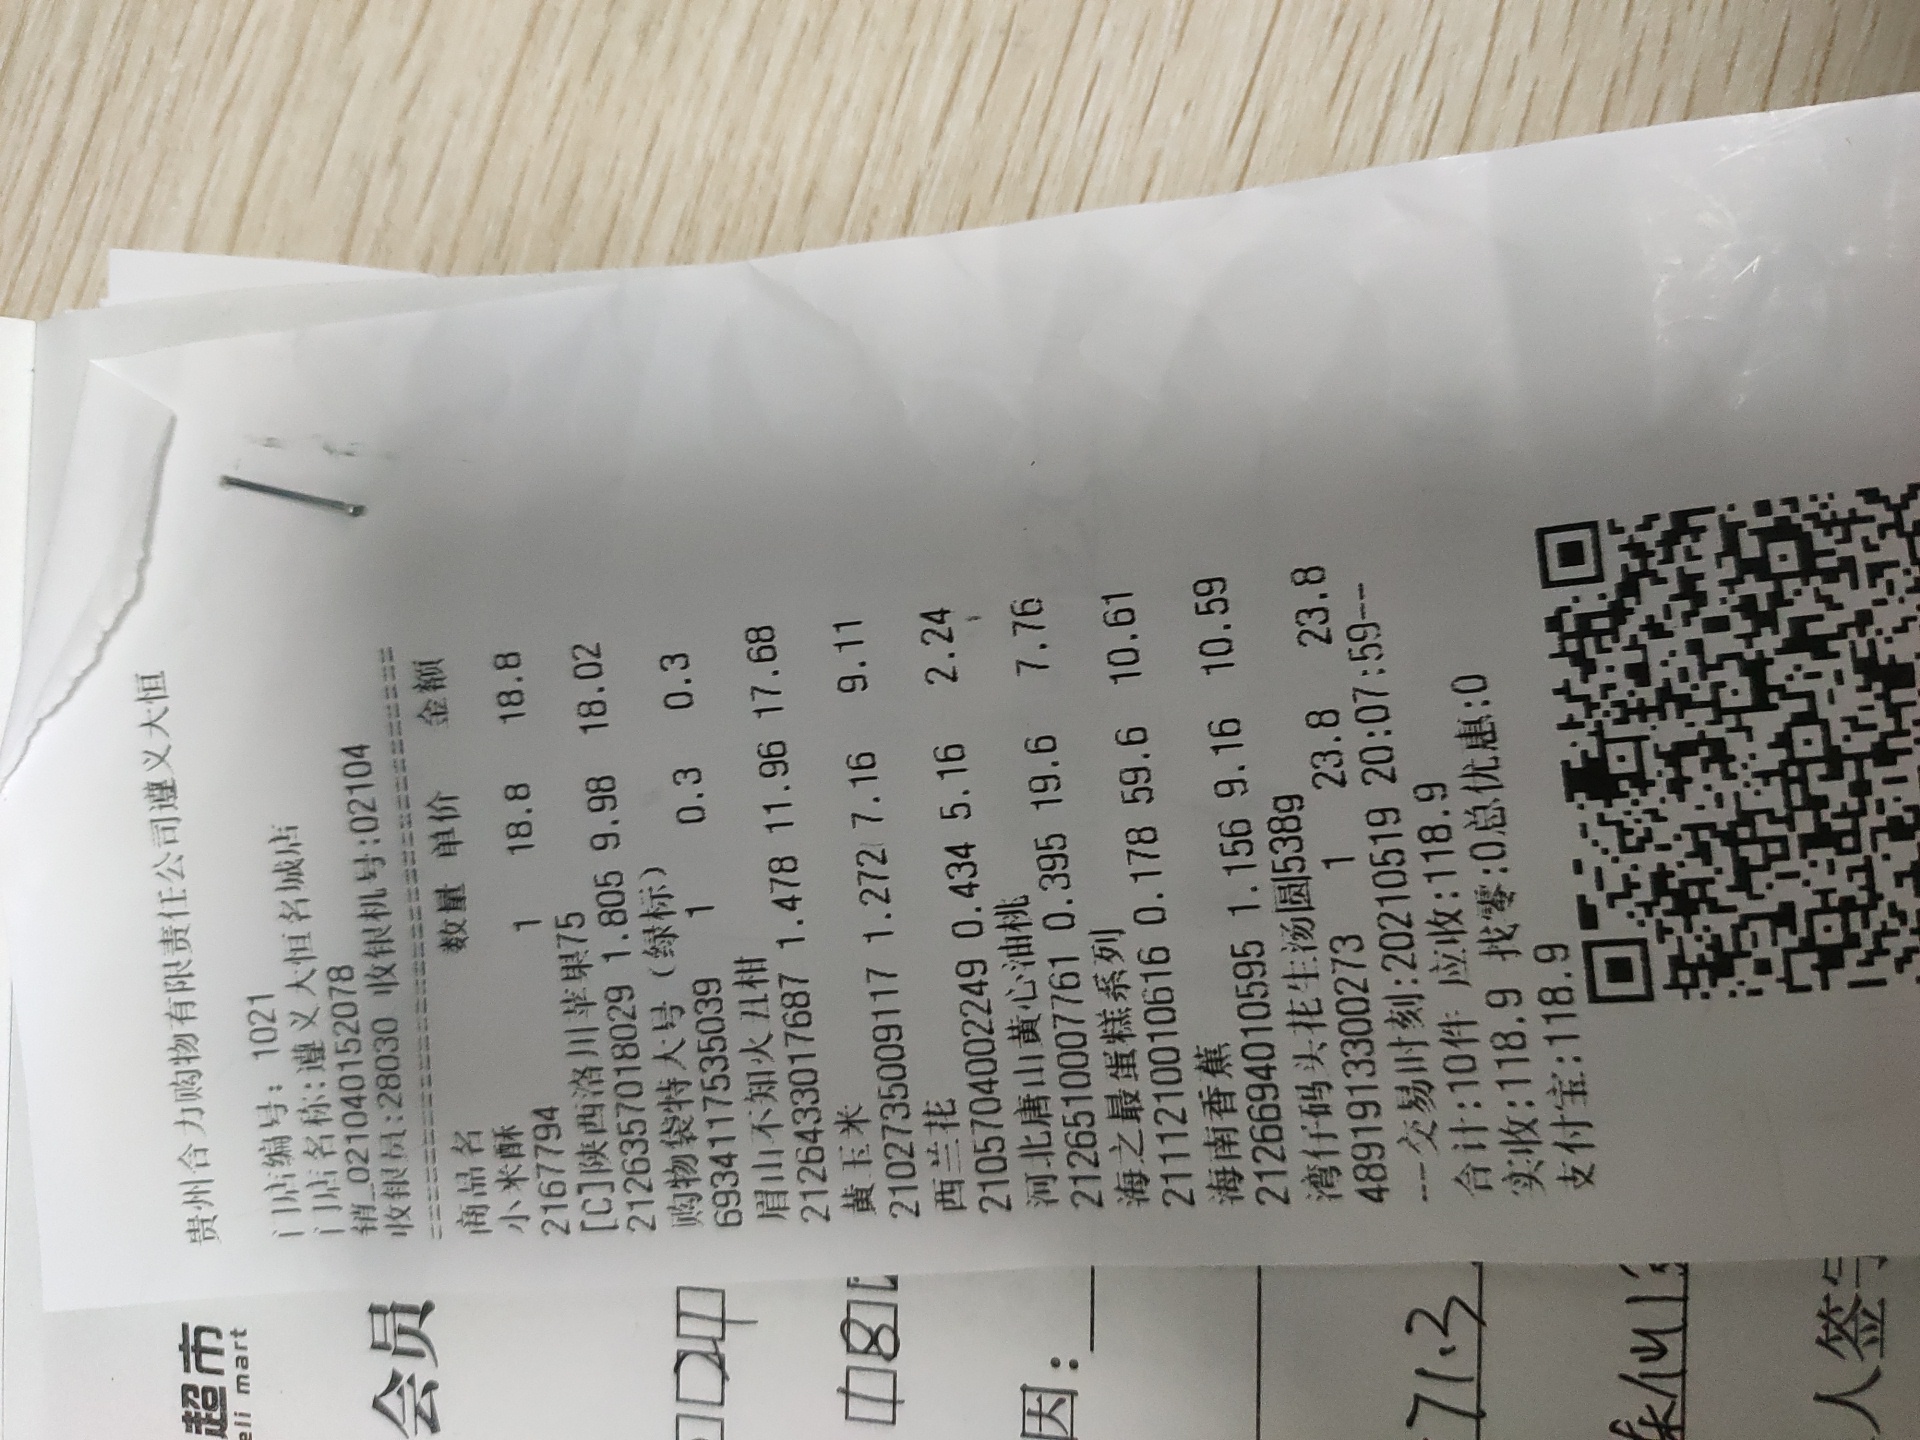 贵州合力购物有限责任公司遵义大恒
门店编号: 1021
门店名称:遵义大恒名城店
销_0210401152078
收银员:280030 收银机号:02104
================================
商品名 数量 单价 金额
小米酥 1 18.8 18.8
2167794
[C]陕西洛川苹果75
2126357018029 1.805 9.98 18.02
购物袋特大号(绿标)
6934117535039 1 0.3 0.3
眉山不知火丑柑
2126433017687 1.478 11.96 17.68
黄玉米
2102735009117 1.272 7.16 9.11
西兰花
2105704002249 0.434 5.16 2.24
河北唐山黄心油桃
2126510007761 0.395 19.6 7.76
海之最蛋糕系列
2111121001 0616 0.178 59.6 10.61
海南香蕉
2126694010595 1.156 9.16 10.59
湾仔码头花生汤圆538g
4891913300273 1 23.8 23.8
---交易时刻:20210519 20:07:59--
合计:10件 应收:118.9
实收:118.9 找零:0总优惠:0
支付宝:118.9
超市
eli mart
会员
因:
71.3
人签字